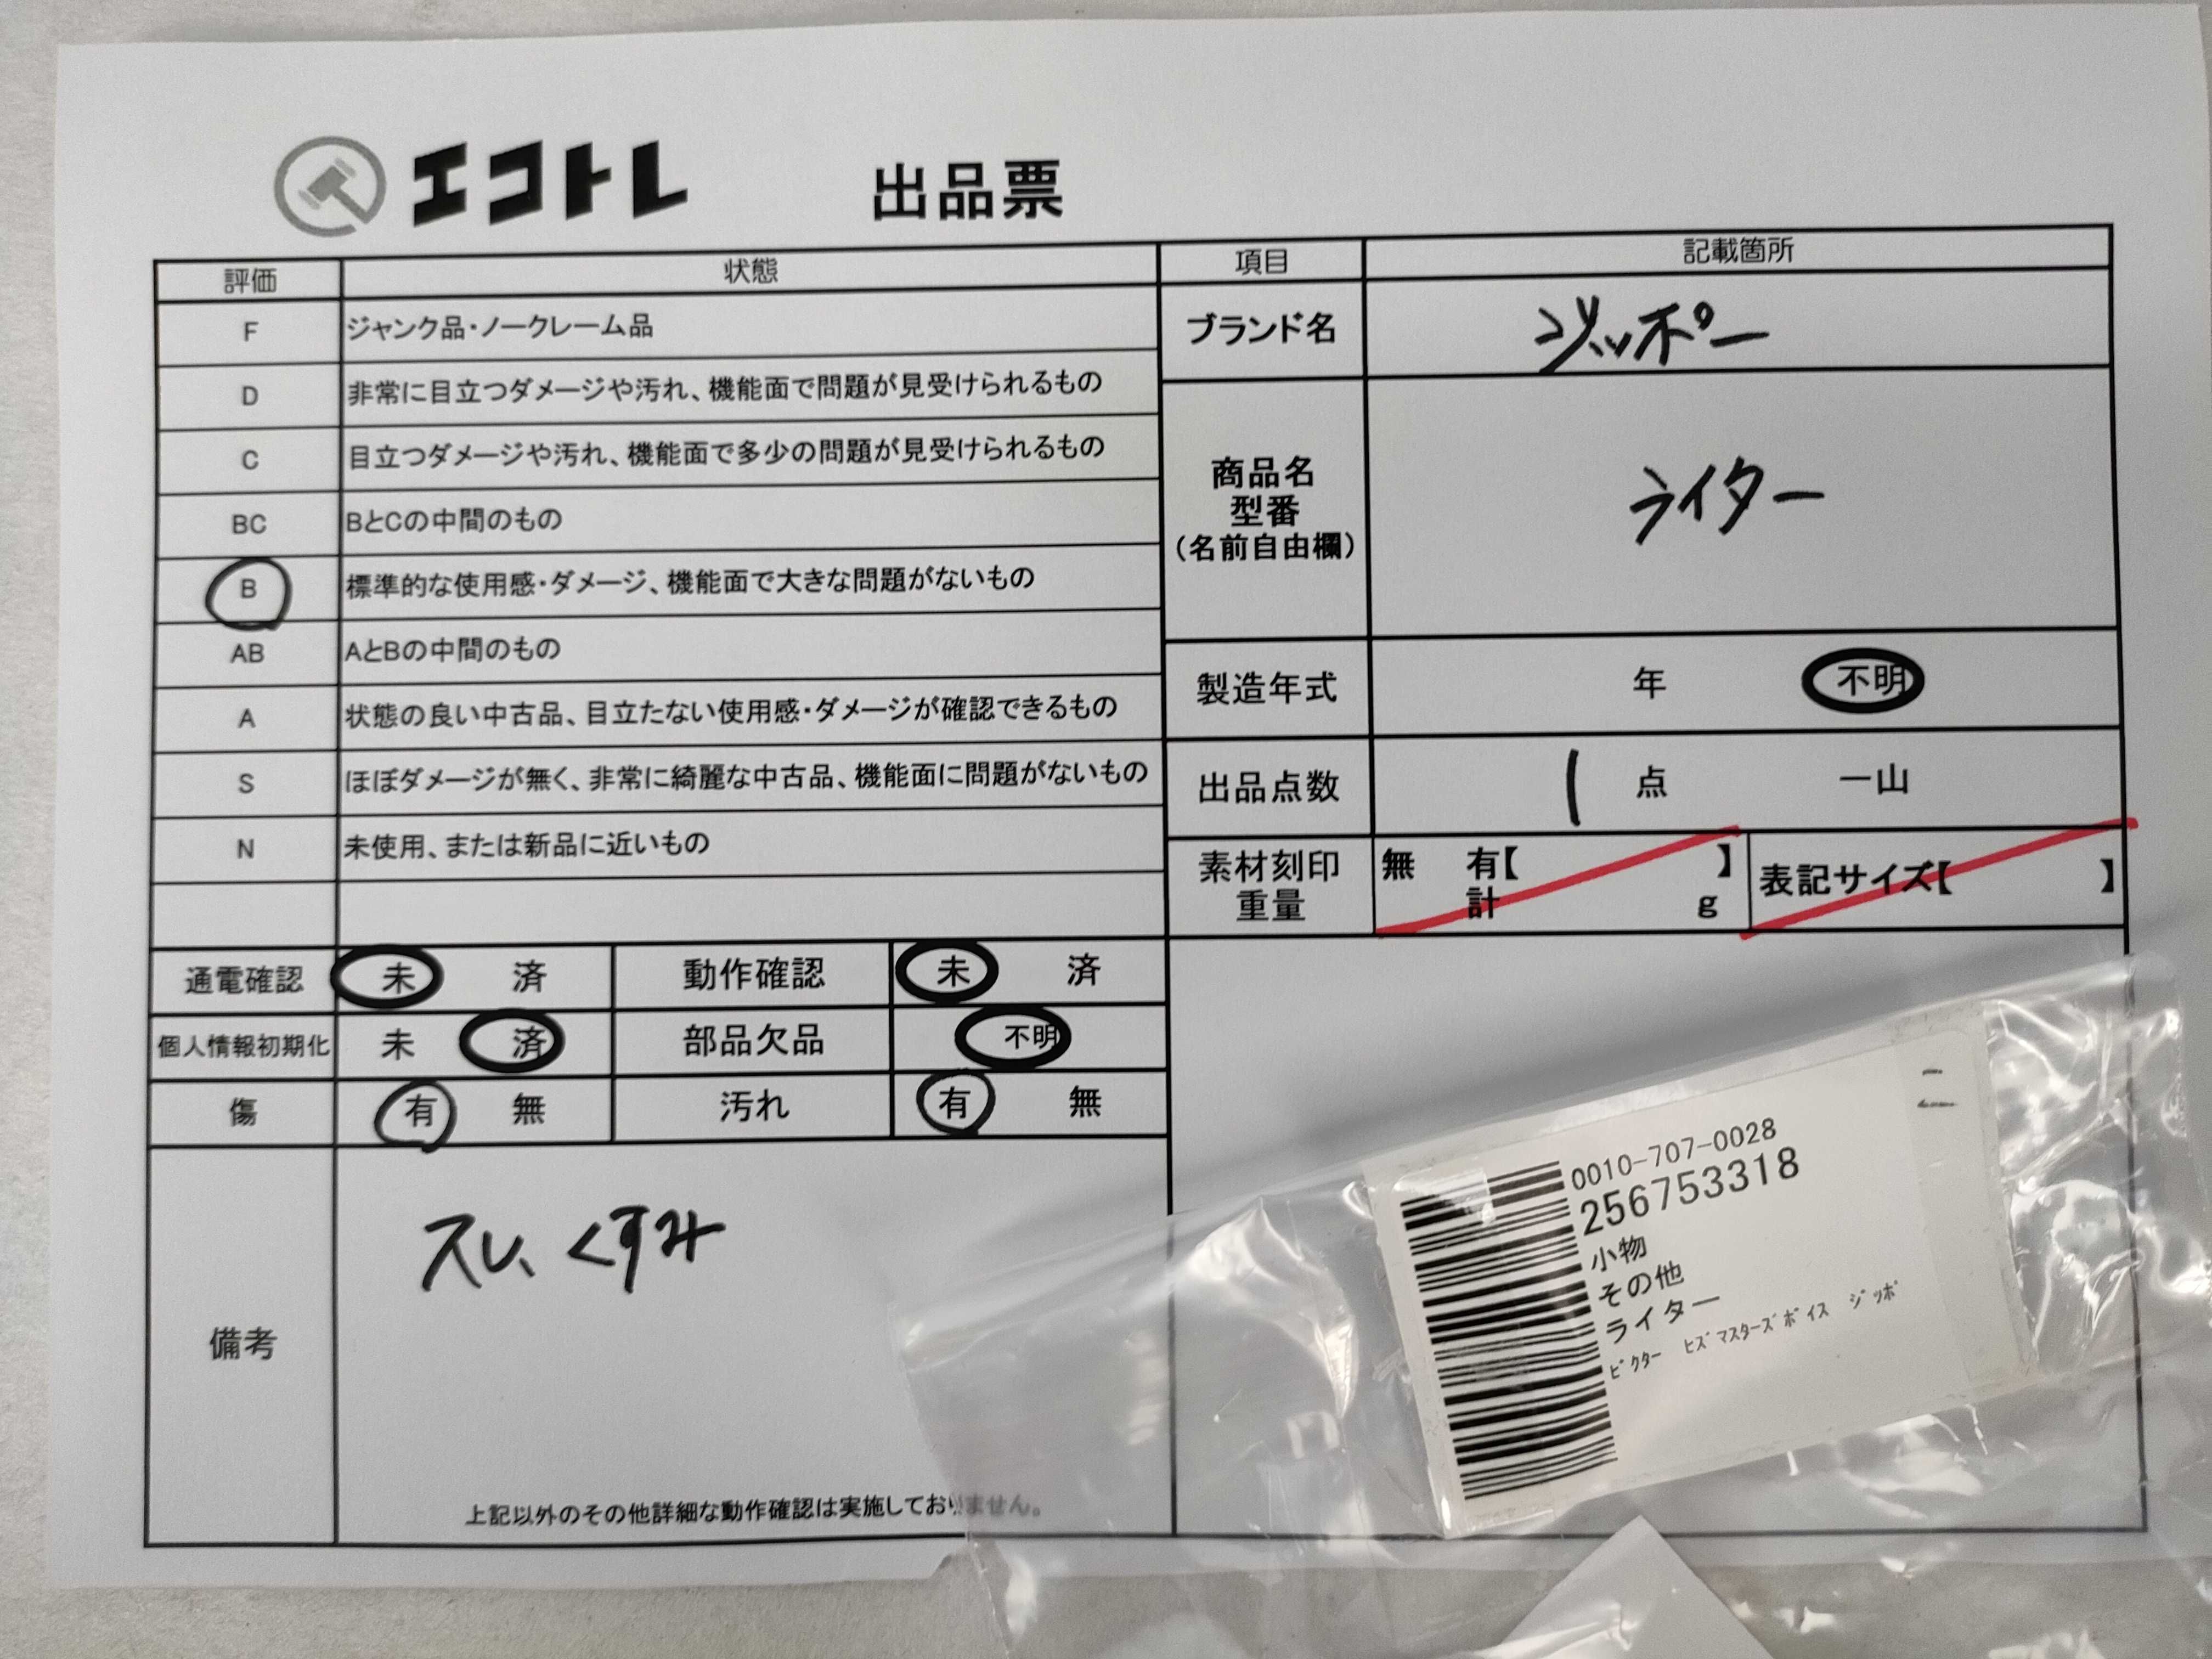 エコトレ 出品票
評価 状態
F ジャンク品・ノークレーム品
D 非常に目立つダメージや汚れ、機能面で問題が見受けられるもの
C 目立つダメージや汚れ、機能面で多少の問題が見受けられるもの
BC BとCの中間のもの
B 標準的な使用感・ダメージ、機能面で大きな問題がないもの
AB AとBの中間のもの
A 状態の良い中古品、目立たない使用感・ダメージが確認できるもの
S ほぼダメージが無く、非常に綺麗な中古品、機能面に問題がないもの
N 未使用、または新品に近いもの
項目 記載箇所
ブランド名 ジッポー
商品名
型番
(名前自由欄)
ライター
製造年式 年 不明
出品点数 1 点 一山
素材刻印 無 有【 】 表記サイズ【 】
重量 計 g
通電確認 未 済 動作確認 未 済
個人情報初期化 未 済 部品欠品 不明
傷 有 無 汚れ 有 無
備考 スレ、くすみ
上記以外のその他詳細な動作確認は実施しておりません。
0010-707-0028
256753318
小物
その他
ライター
ﾋﾞｸﾀｰ ﾋｽﾞﾏｽﾀｰｽﾞﾎﾞｲｽ ｼﾞｯﾎﾟ